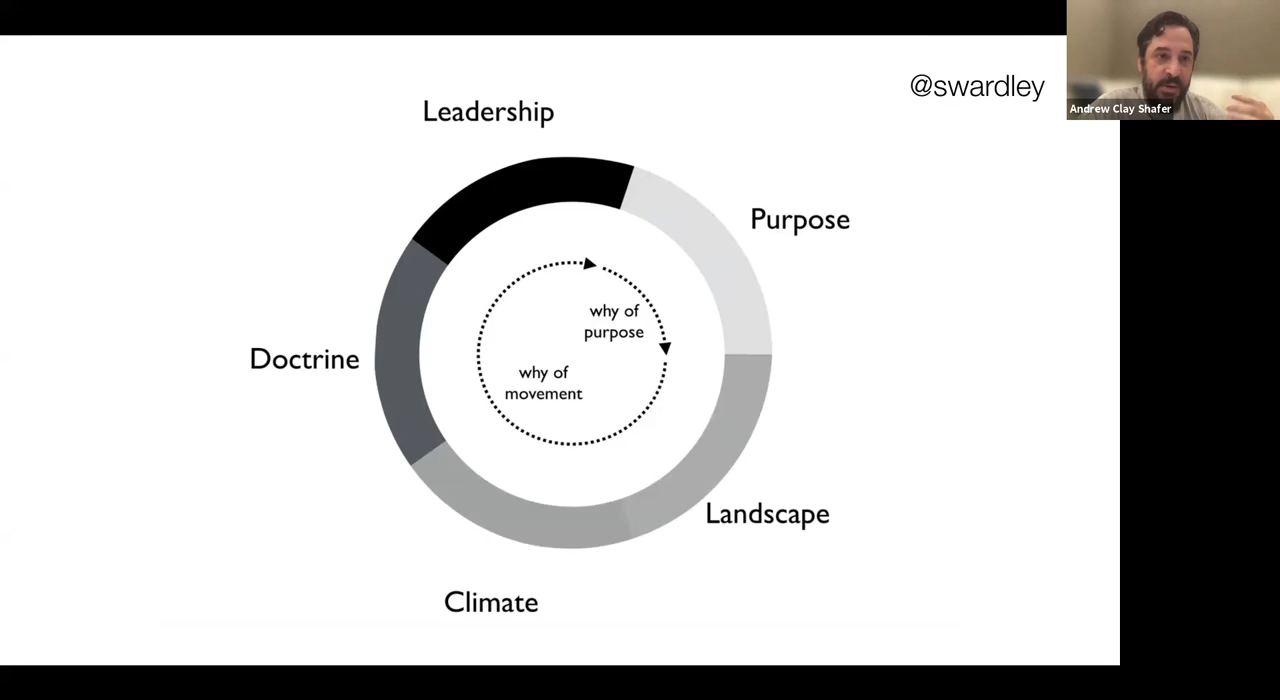 @swardley
Andrew Clay Shafer
Leadership
Purpose
why of
purpose
Doctrine
why of
movement
Landscape
Climate